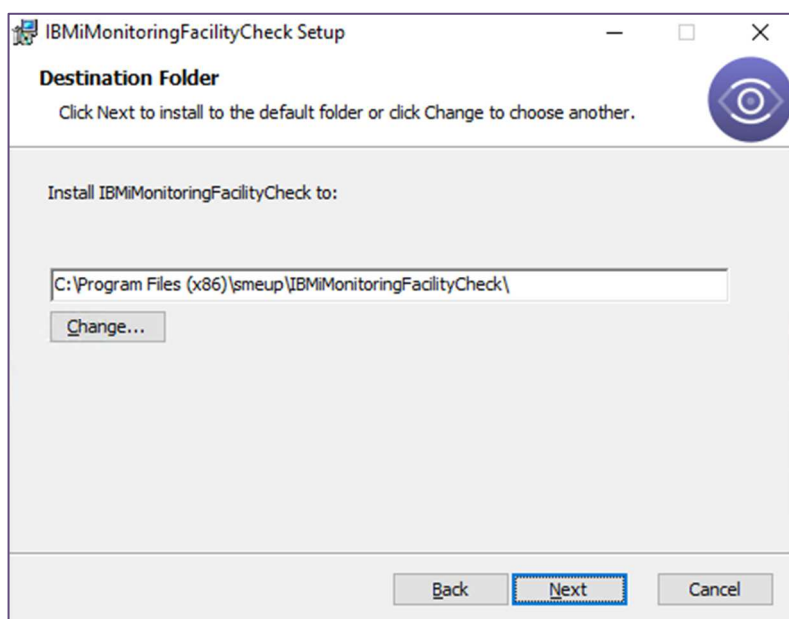 IBMiMonitoringFacilityCheck Setup
Destination Folder
Click Next to install to the default folder or click Change to choose another.
Install IBMiMonitoringFacilityCheck to:
C:\Program Files (x86)\smeup\IBMiMonitoringFacilityCheck\
Change...
Back Next Cancel